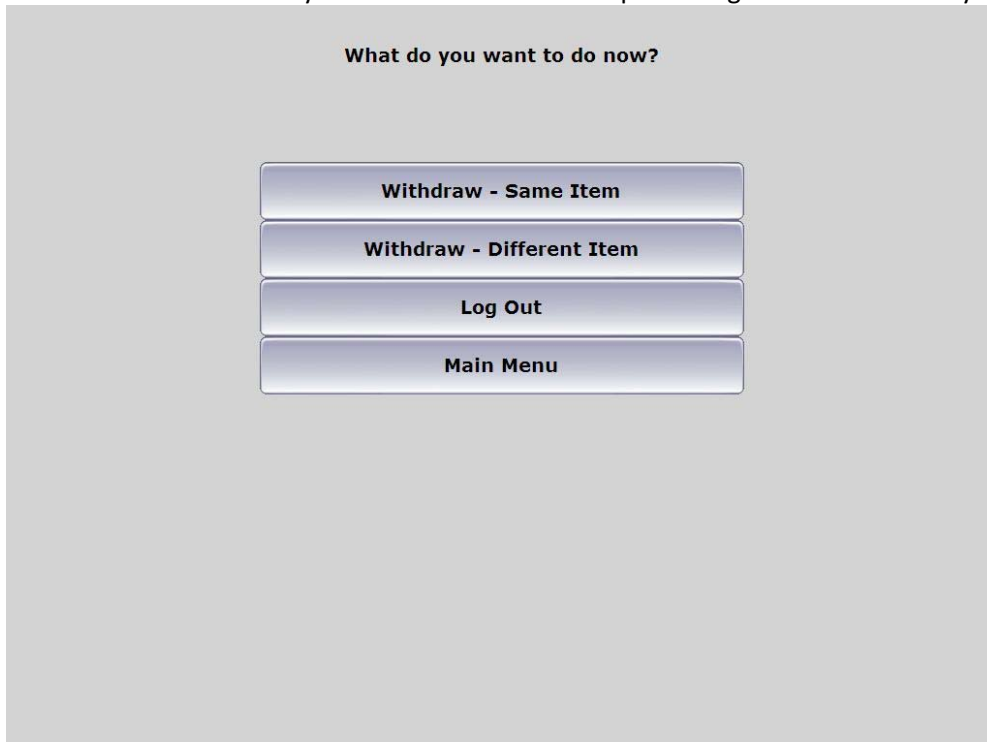 What do you want to do now?
Withdraw - Same Item
Withdraw - Different Item
Log Out
Main Menu